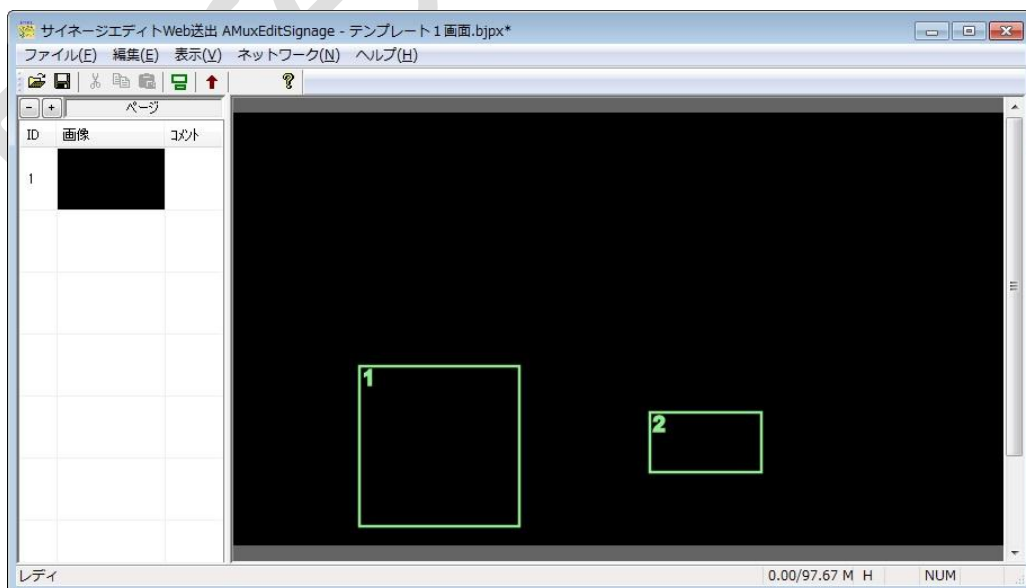 サイネージエディトWeb送出 AMuxEditSignage - テンプレート１画面.bjpx*
ファイル(F) 編集(E) 表示(V) ネットワーク(N) ヘルプ(H)
- + ページ
ID 画像 コメント
1
1
2
レディ 0.00/97.67 M H NUM